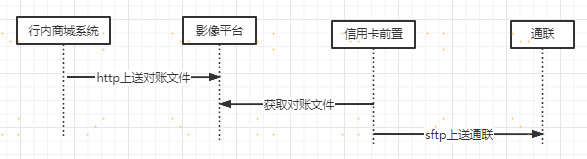 行内商城系统
影像平台
信用卡前置
通联
http上送对账文件
获取对账文件
sftp上送通联